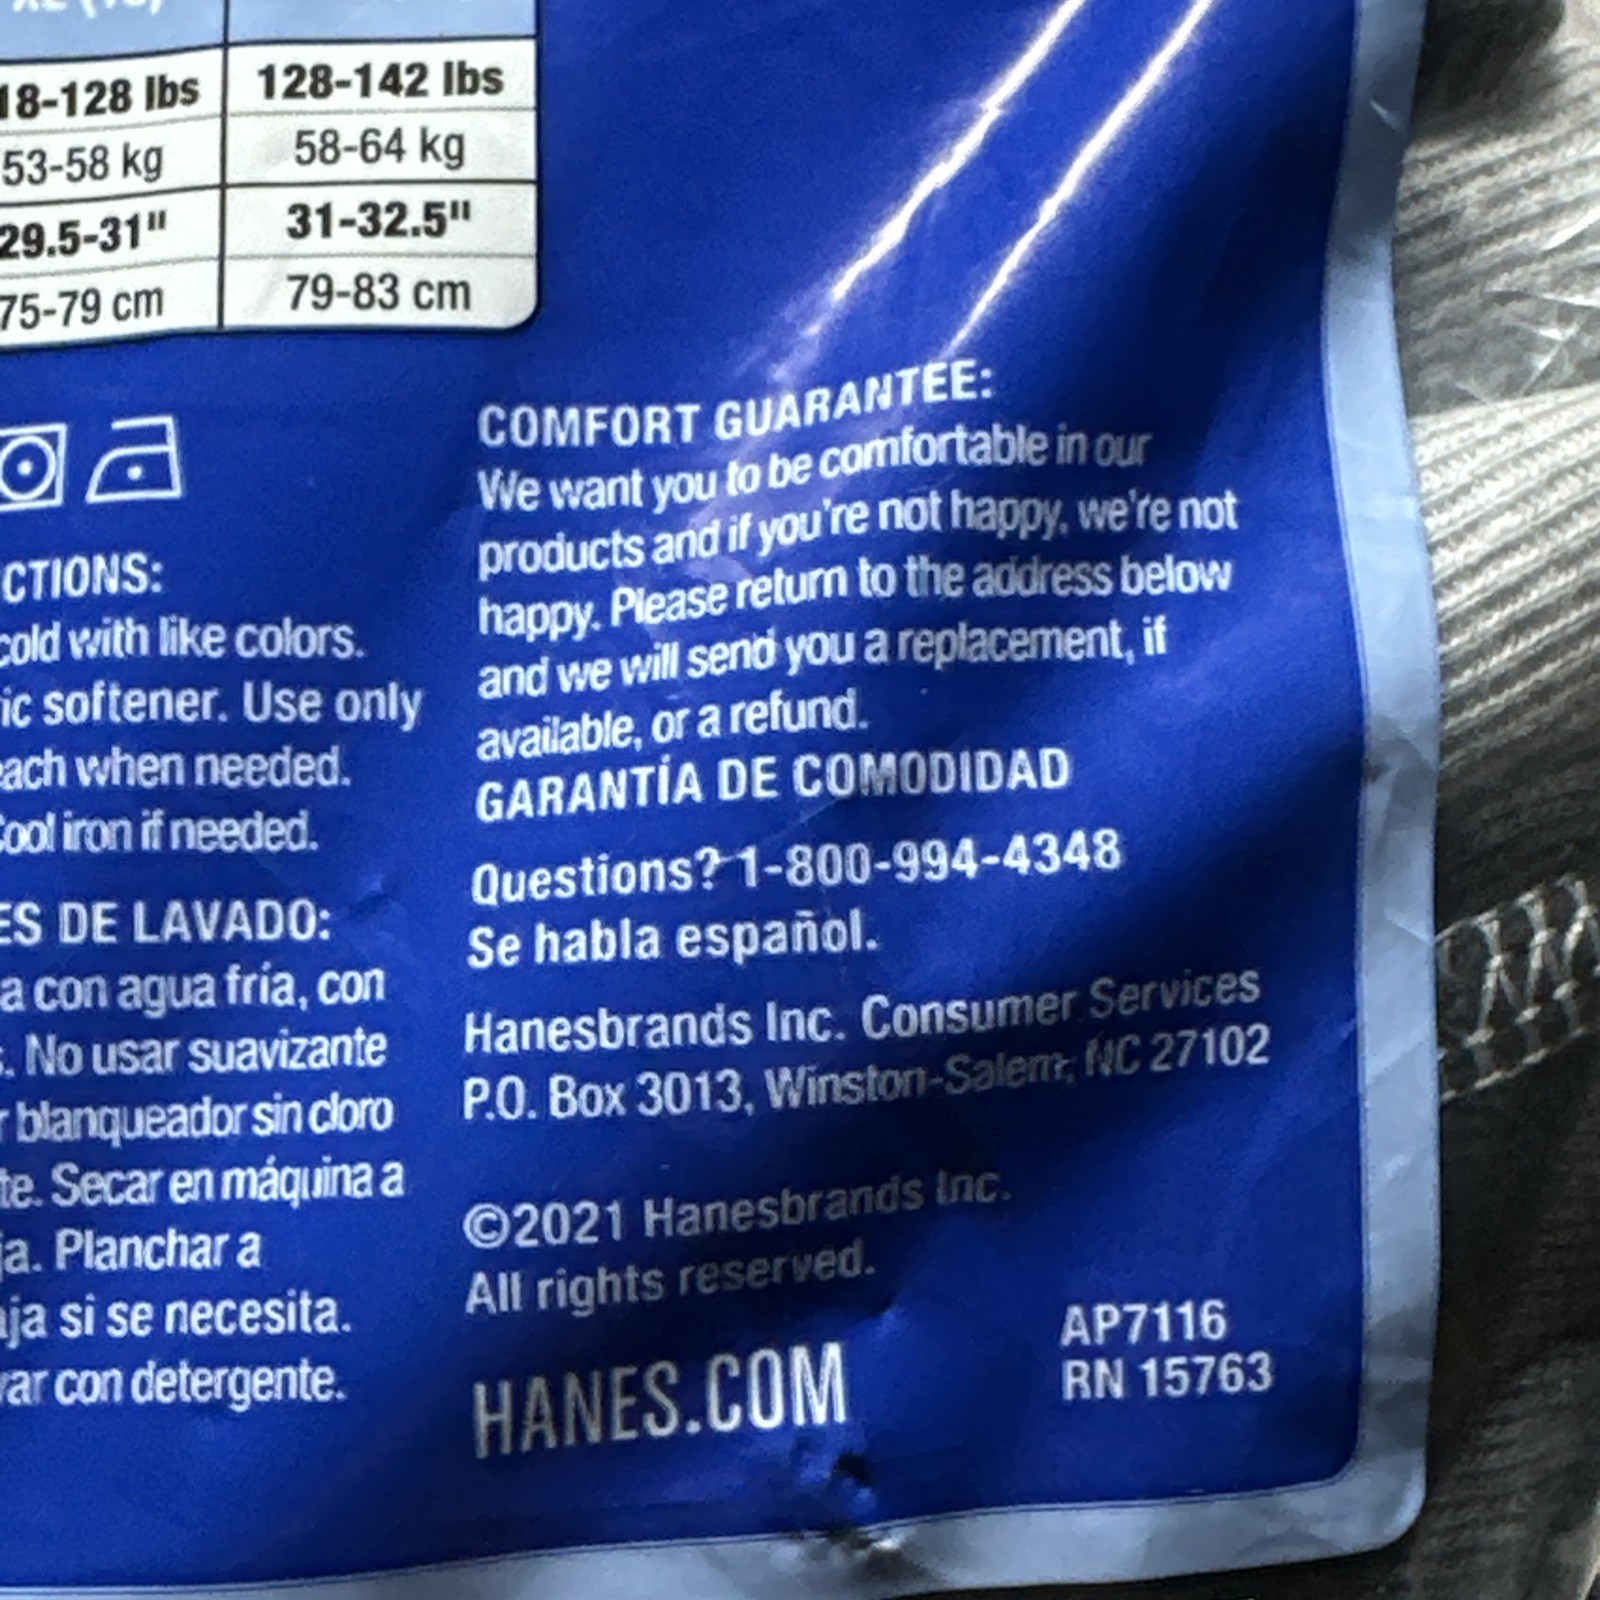 18-128 lbs 128-142 lbs
53-58 kg 58-64 kg
29.5-31" 31-32.5"
75-79 cm 79-83 cm
CTIONS:
cold with like colors.
ic softener. Use only
each when needed.
Cool iron if needed.
ES DE LAVADO:
a con agua fría, con
s. No usar suavizante
r blanqueador sin cloro
te. Secar en máquina a
ja. Planchar a
aja si se necesita.
var con detergente.
COMFORT GUARANTEE:
We want you to be comfortable in our
products and if you're not happy, we're not
happy. Please return to the address below
and we will send you a replacement, if
available, or a refund.
GARANTÍA DE COMODIDAD
Questions? 1-800-994-4348
Se habla español.
Hanesbrands Inc. Consumer Services
P.O. Box 3013, Winston-Salem, NC 27102
©2021 Hanesbrands Inc.
All rights reserved.
HANES.COM
AP7116
RN 15763